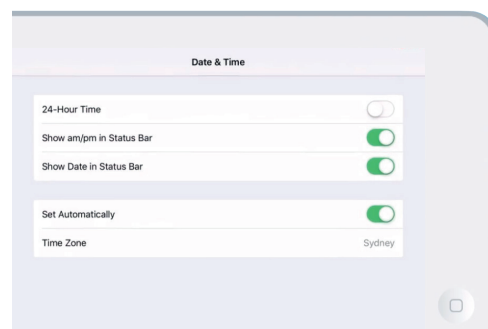 Date & Time
24-Hour Time
Show am/pm in Status Bar
Show Date in Status Bar
Set Automatically
Time Zone Sydney